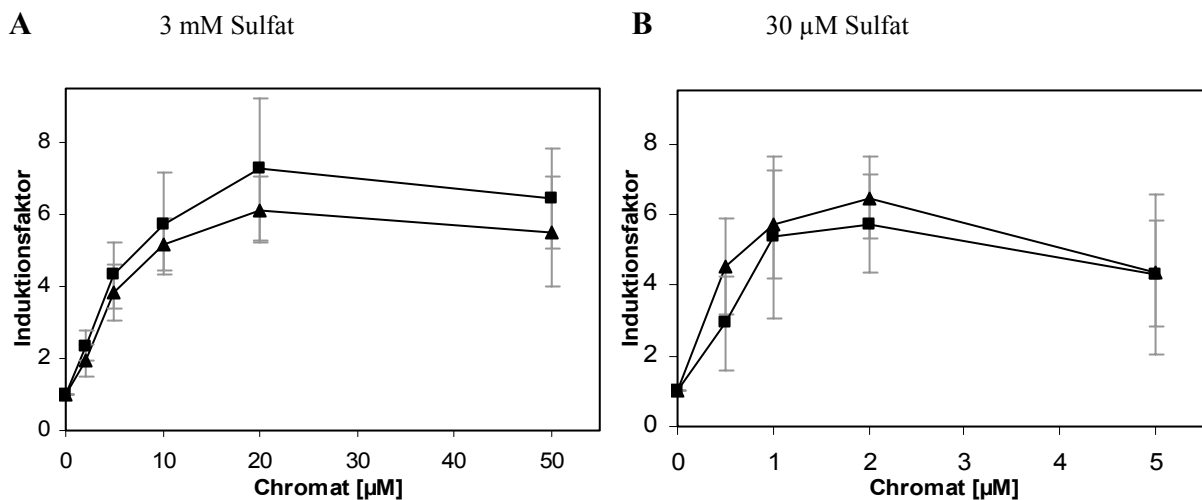 A 3 mM Sulfat
B 30 µM Sulfat
Induktionsfaktor
8
6
4
2
0
0 10 20 30 40 50
Chromat [µM]
Induktionsfaktor
8
6
4
2
0
0 1 2 3 4 5
Chromat [µM]